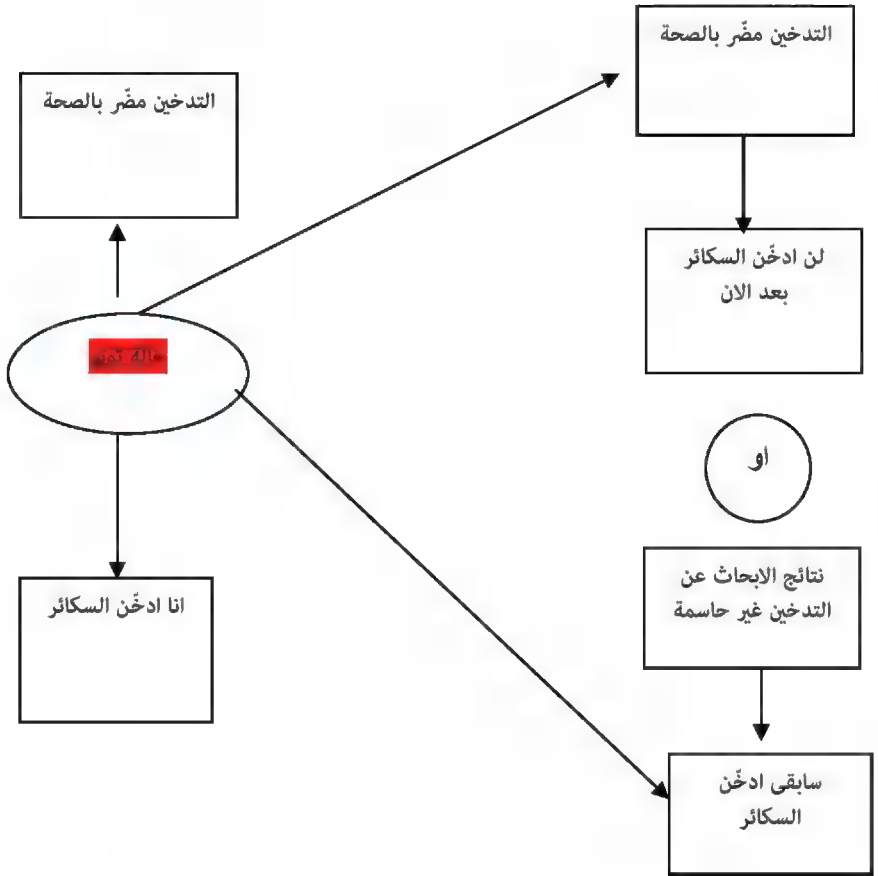 التدخين مضّر بالصحة
التدخين مضّر بالصحة
لن ادخّن السكائر
بعد الان
او
نتائج الابحاث عن
التدخين غير حاسمة
انا ادخّن السكائر
سابقى ادخّن
السكائر